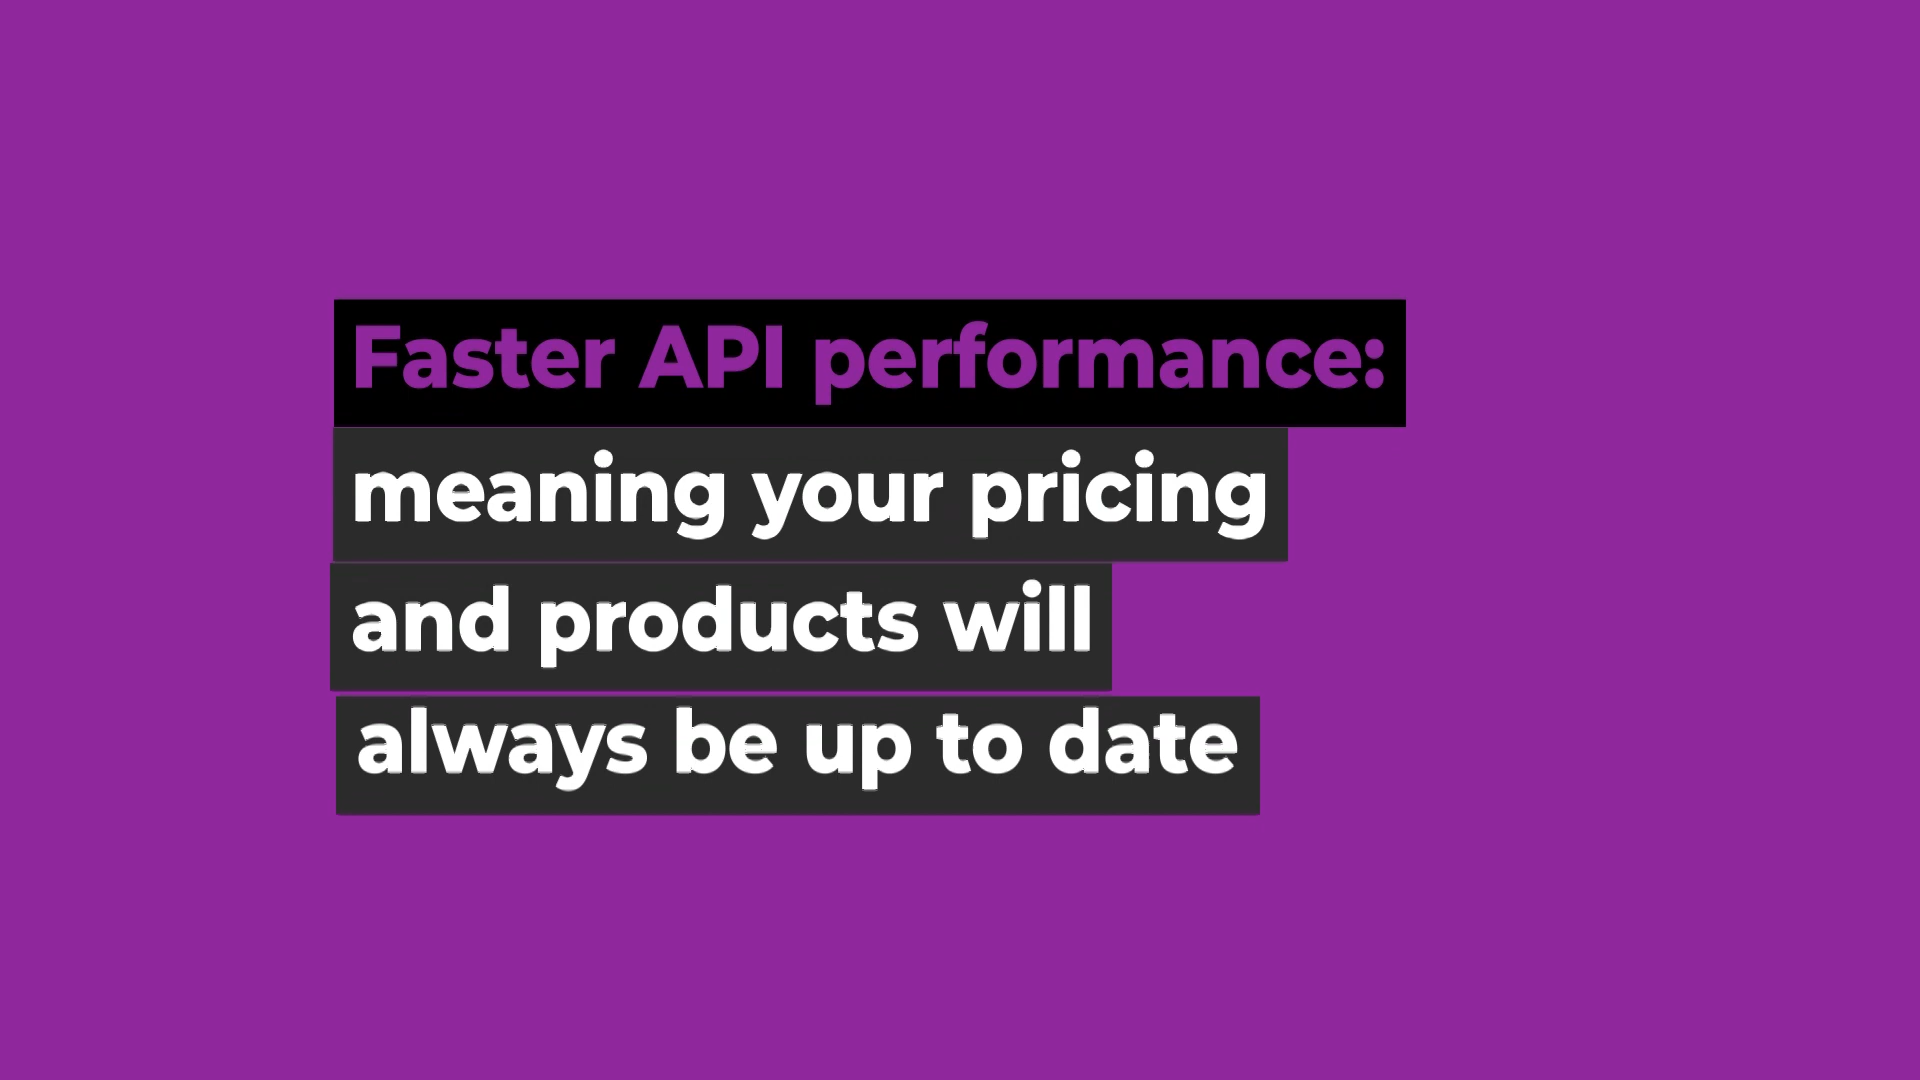 Faster API performance:
meaning your pricing
and products will
always be up to date